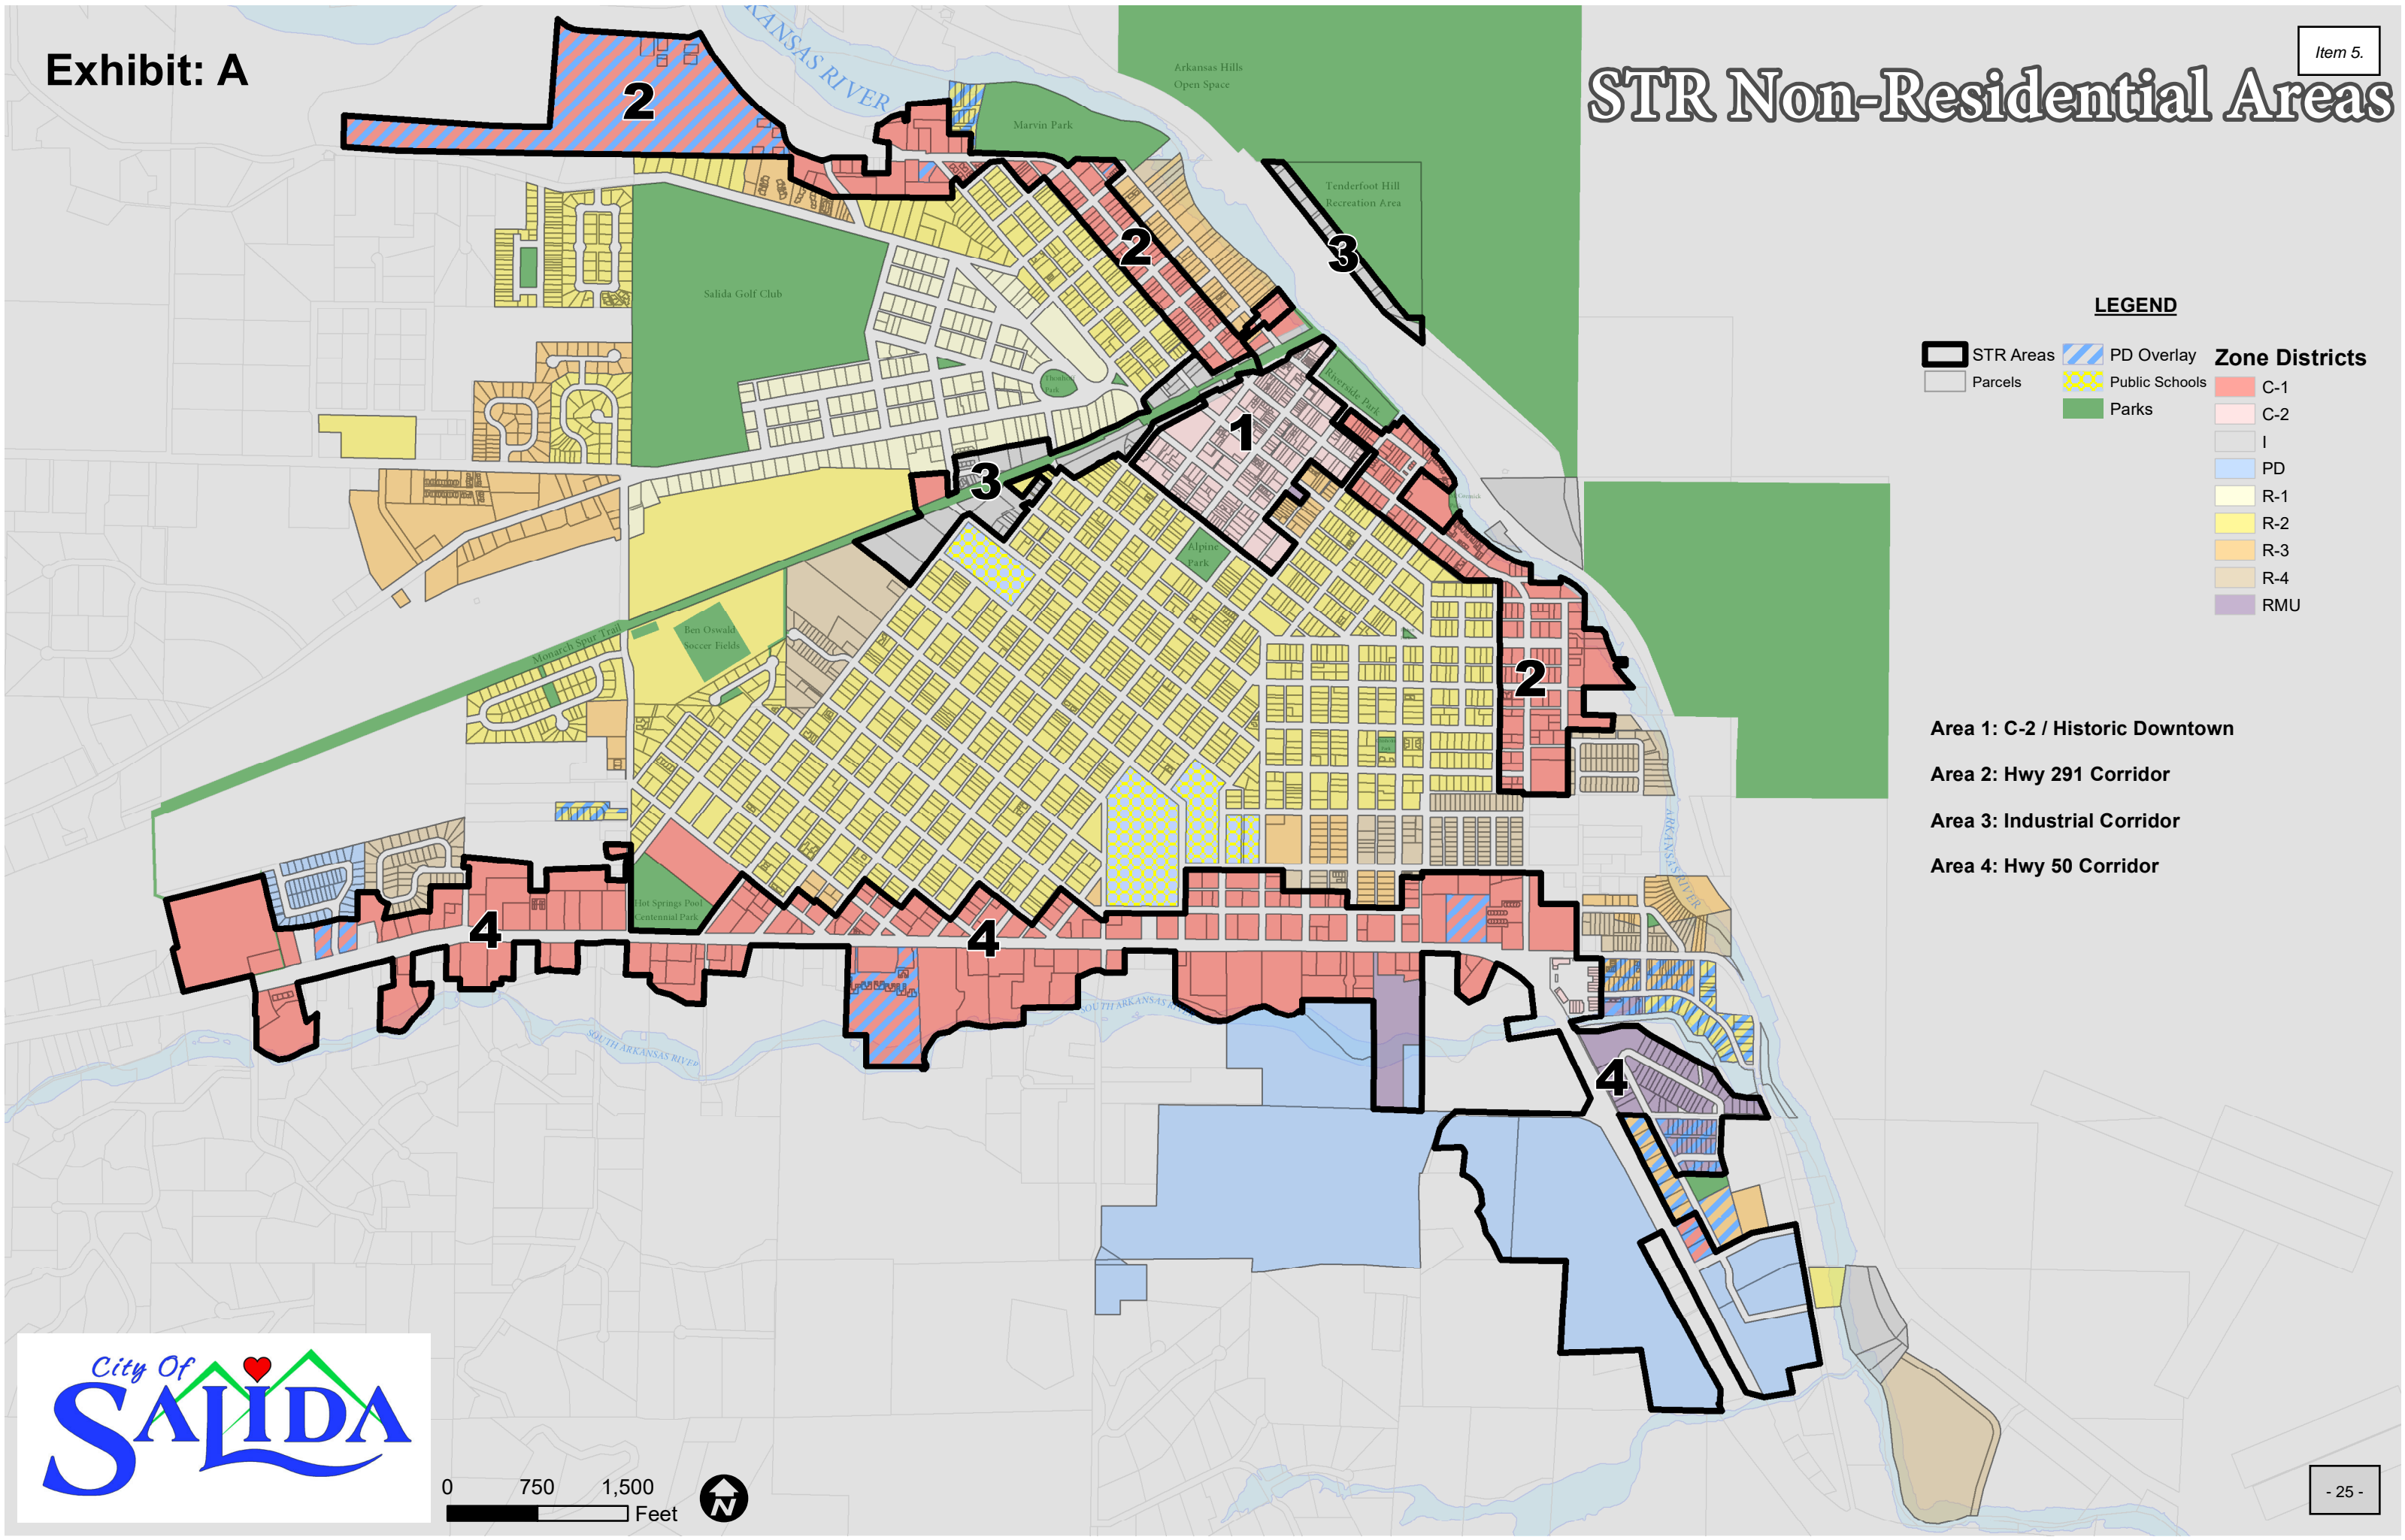 Exhibit: A
Item 5.
STR Non-Residential Areas
KANSAS RIVER
Arkansas Hills
Open Space
Marvin Park
Tenderfoot Hill
Recreation Area
2
2
3
Salida Golf Club
Riverside Park
1
3
Alpine
Park
Monarch Spur Trail
Ben Oswald
Soccer Fields
2
ARKANSAS RIVER
Hot Springs Pool
Centennial Park
4
4
SOUTH ARKANSAS RIVER
SOUTH ARKANSAS RIVER
4
LEGEND
STR Areas
Parcels
PD Overlay
Public Schools
Parks
Zone Districts
C-1
C-2
I
PD
R-1
R-2
R-3
R-4
RMU
Area 1: C-2 / Historic Downtown
Area 2: Hwy 291 Corridor
Area 3: Industrial Corridor
Area 4: Hwy 50 Corridor
City Of
SALIDA
0 750 1,500
Feet
N
- 25 -